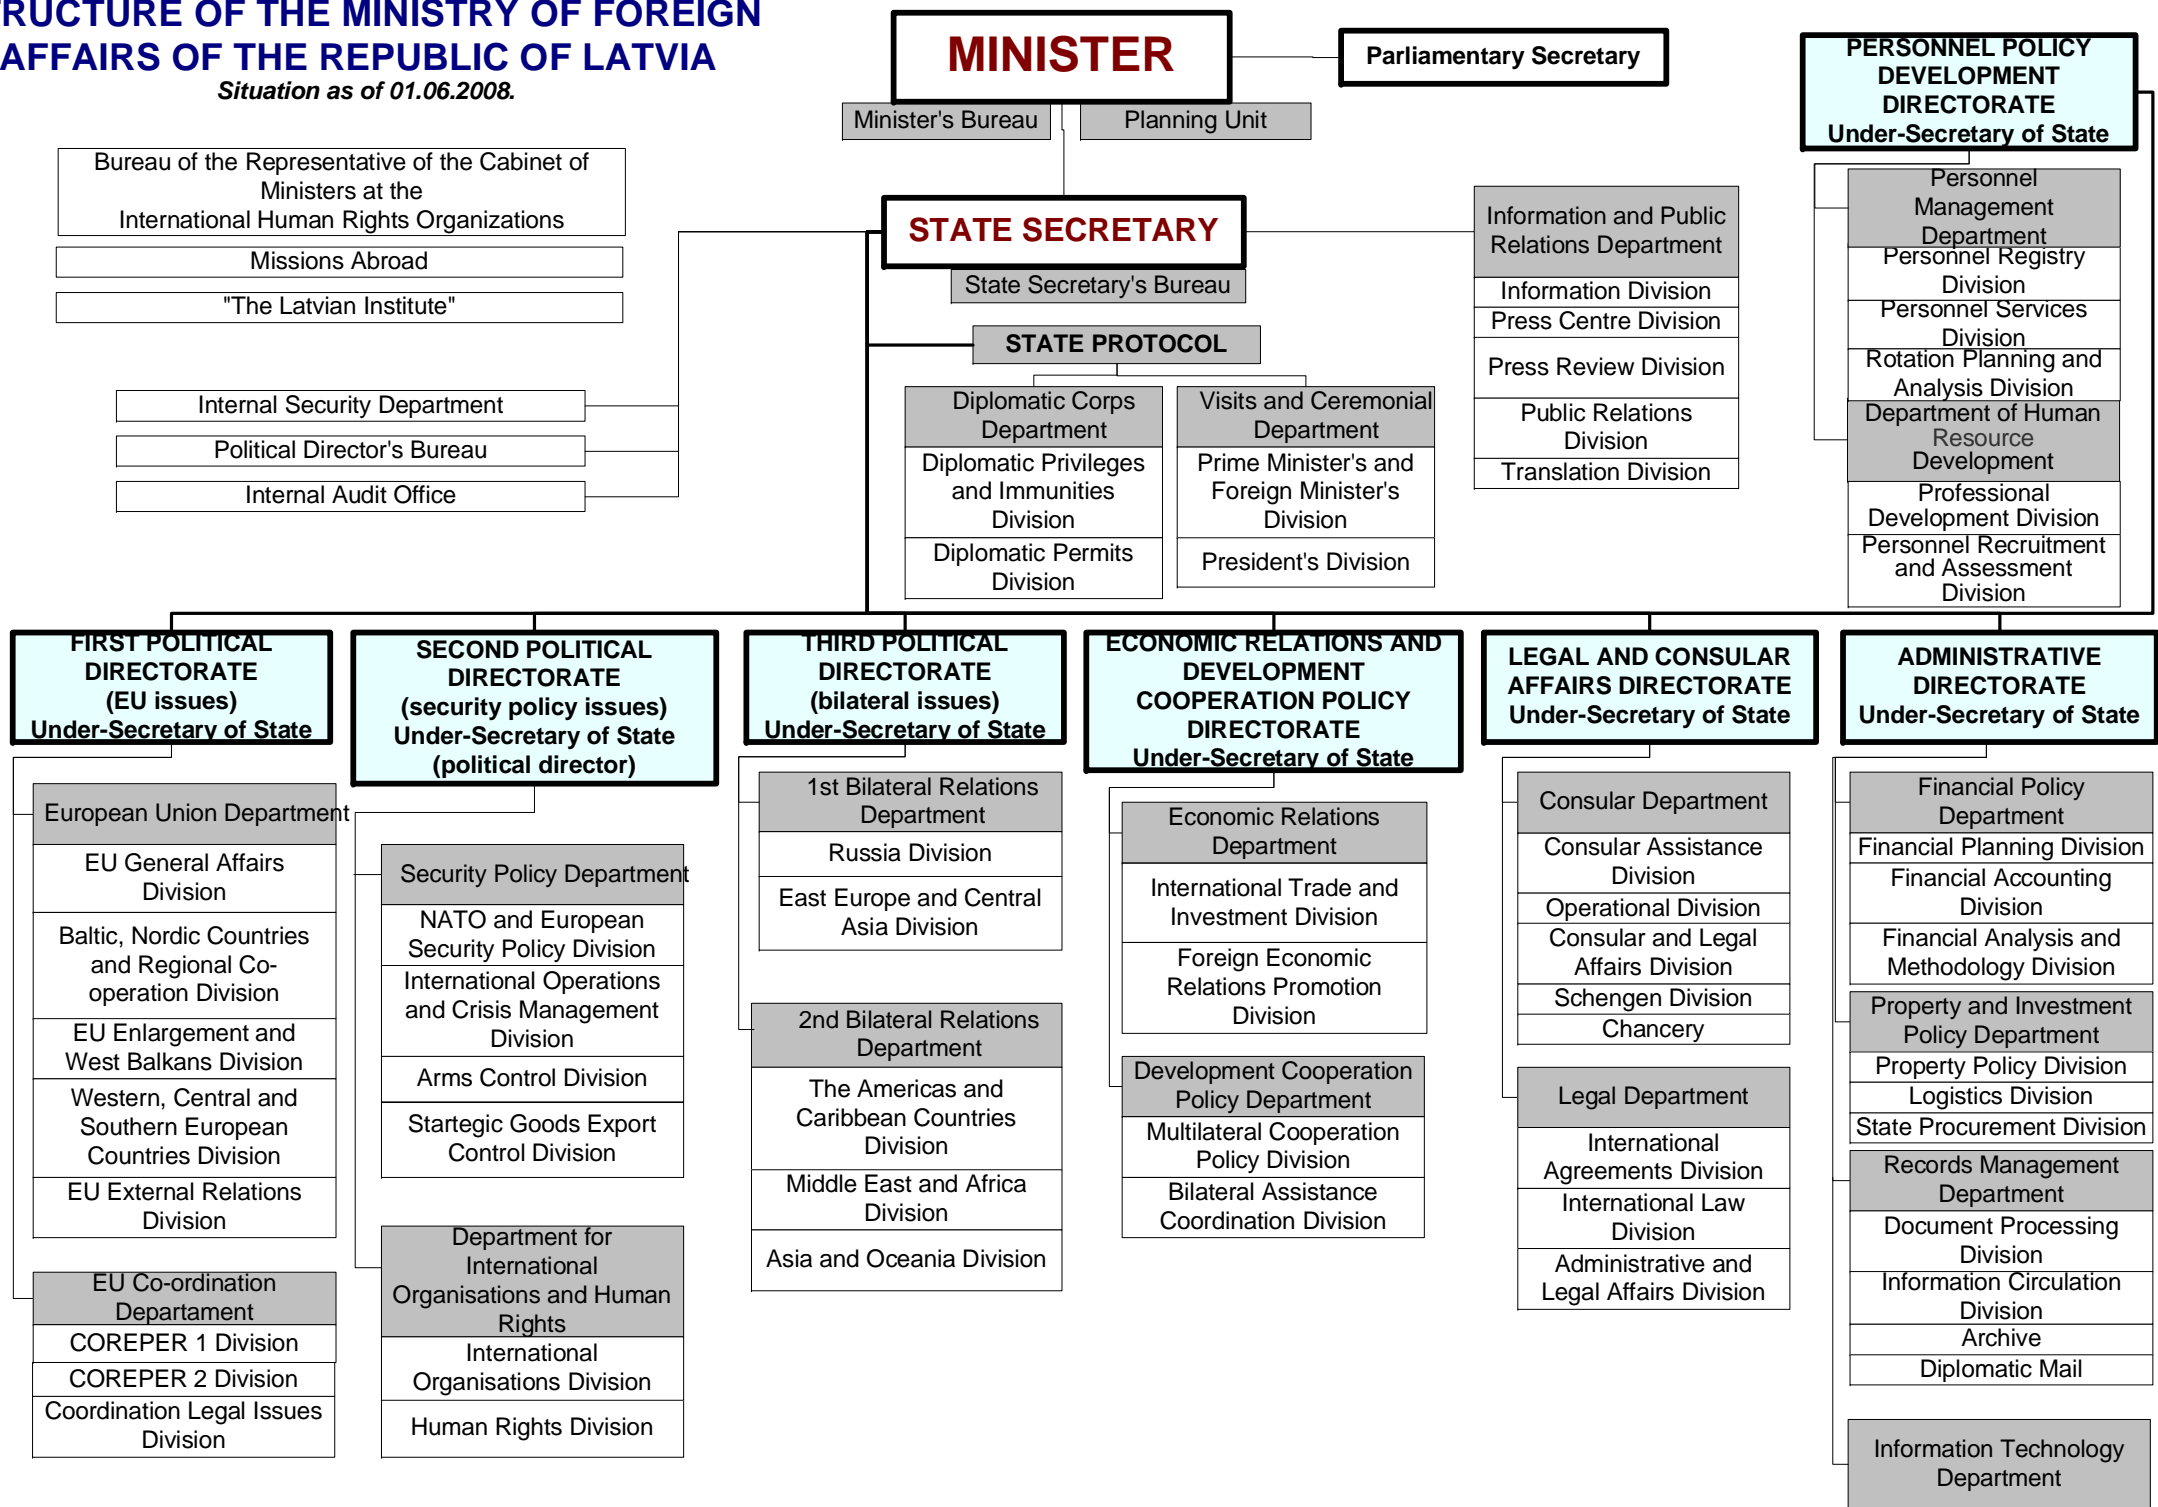 TRUCTURE OF THE MINISTRY OF FOREIGN
AFFAIRS OF THE REPUBLIC OF LATVIA
Situation as of 01.06.2008.
MINISTER
Parliamentary Secretary
Minister's Bureau
Planning Unit
PERSONNEL POLICY
DEVELOPMENT
DIRECTORATE
Under-Secretary of State
Bureau of the Representative of the Cabinet of
Ministers at the
International Human Rights Organizations
Missions Abroad
"The Latvian Institute"
STATE SECRETARY
State Secretary's Bureau
Internal Security Department
Political Director's Bureau
Internal Audit Office
STATE PROTOCOL
Diplomatic Corps
Department
Diplomatic Privileges
and Immunities
Division
Diplomatic Permits
Division
Visits and Ceremonial
Department
Prime Minister's and
Foreign Minister's
Division
President's Division
Information and Public
Relations Department
Information Division
Press Centre Division
Press Review Division
Public Relations
Division
Translation Division
Personnel
Management
Department
Personnel Registry
Division
Personnel Services
Division
Rotation Planning and
Analysis Division
Department of Human
Resource
Development
Professional
Development Division
Personnel Recruitment
and Assessment
Division
FIRST POLITICAL
DIRECTORATE
(EU issues)
Under-Secretary of State
European Union Department
EU General Affairs
Division
Baltic, Nordic Countries
and Regional Co-
operation Division
EU Enlargement and
West Balkans Division
Western, Central and
Southern European
Countries Division
EU External Relations
Division
EU Co-ordination
Departament
COREPER 1 Division
COREPER 2 Division
Coordination Legal Issues
Division
SECOND POLITICAL
DIRECTORATE
(security policy issues)
Under-Secretary of State
(political director)
Security Policy Department
NATO and European
Security Policy Division
International Operations
and Crisis Management
Division
Arms Control Division
Startegic Goods Export
Control Division
Department for
International
Organisations and Human
Rights
International
Organisations Division
Human Rights Division
THIRD POLITICAL
DIRECTORATE
(bilateral issues)
Under-Secretary of State
1st Bilateral Relations
Department
Russia Division
East Europe and Central
Asia Division
2nd Bilateral Relations
Department
The Americas and
Caribbean Countries
Division
Middle East and Africa
Division
Asia and Oceania Division
ECONOMIC RELATIONS AND
DEVELOPMENT
COOPERATION POLICY
DIRECTORATE
Under-Secretary of State
Economic Relations
Department
International Trade and
Investment Division
Foreign Economic
Relations Promotion
Division
Development Cooperation
Policy Department
Multilateral Cooperation
Policy Division
Bilateral Assistance
Coordination Division
LEGAL AND CONSULAR
AFFAIRS DIRECTORATE
Under-Secretary of State
Consular Department
Consular Assistance
Division
Operational Division
Consular and Legal
Affairs Division
Schengen Division
Chancery
Legal Department
International
Agreements Division
International Law
Division
Administrative and
Legal Affairs Division
ADMINISTRATIVE
DIRECTORATE
Under-Secretary of State
Financial Policy
Department
Financial Planning Division
Financial Accounting
Division
Financial Analysis and
Methodology Division
Property and Investment
Policy Department
Property Policy Division
Logistics Division
State Procurement Division
Records Management
Department
Document Processing
Division
Information Circulation
Division
Archive
Diplomatic Mail
Information Technology
Department